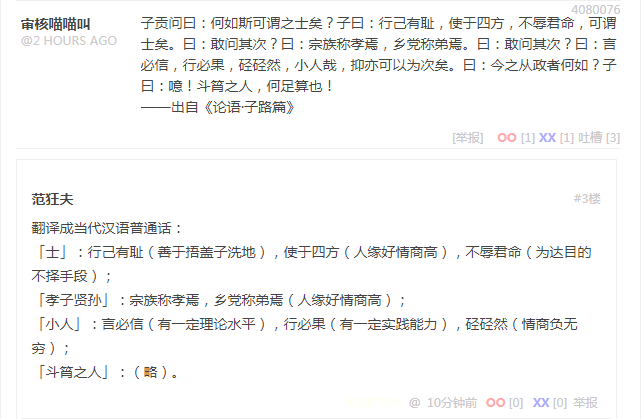 4080076
审核喵喵叫
@2 HOURS AGO
子贡问曰：何如斯可谓之士矣？子曰：行己有耻，使于四方，不辱君命，可谓
士矣。曰：敢问其次？曰：宗族称孝焉，乡党称弟焉。曰：敢问其次？曰：言
必信，行必果，硁硁然，小人哉，抑亦可以为次矣。曰：今之从政者何如？子
曰：噫！斗筲之人，何足算也！
——出自《论语·子路篇》
[举报] OO [1] XX [1] 吐槽 [3]
范狂夫
#3楼
翻译成当代汉语普通话：
「士」：行己有耻（善于捂盖子洗地），使于四方（人缘好情商高），不辱君命（为达目的
不择手段）；
「孝子贤孙」：宗族称孝焉，乡党称弟焉（人缘好情商高）；
「小人」：言必信（有一定理论水平），行必果（有一定实践能力），硁硁然（情商负无
穷）；
「斗筲之人」：（略）。
@ 10分钟前 OO [0] XX [0] 举报